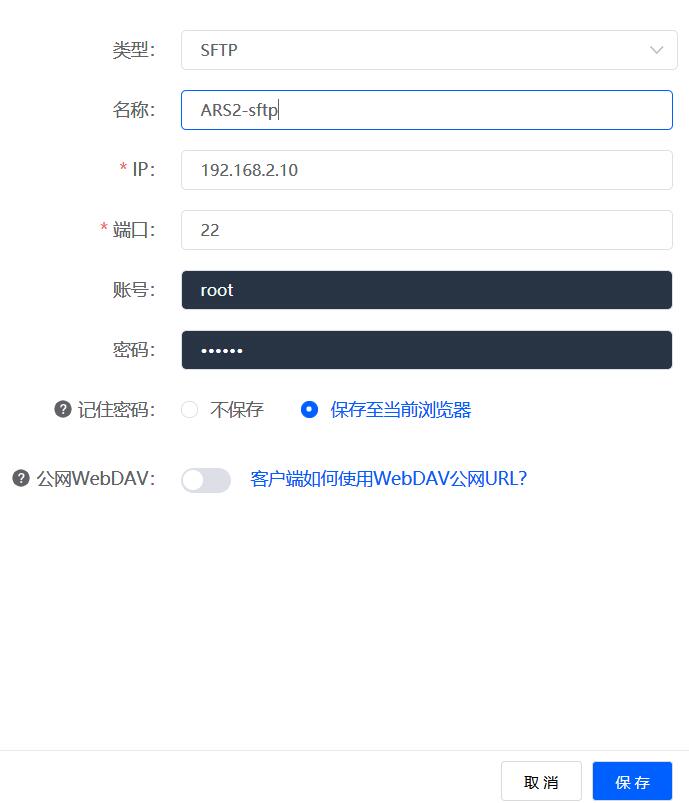 类型： SFTP
名称： ARS2-sftp
* IP： 192.168.2.10
* 端口： 22
账号： root
密码： ••••••
? 记住密码： 不保存 保存至当前浏览器
? 公网WebDAV： 客户端如何使用WebDAV公网URL?
取消 保存